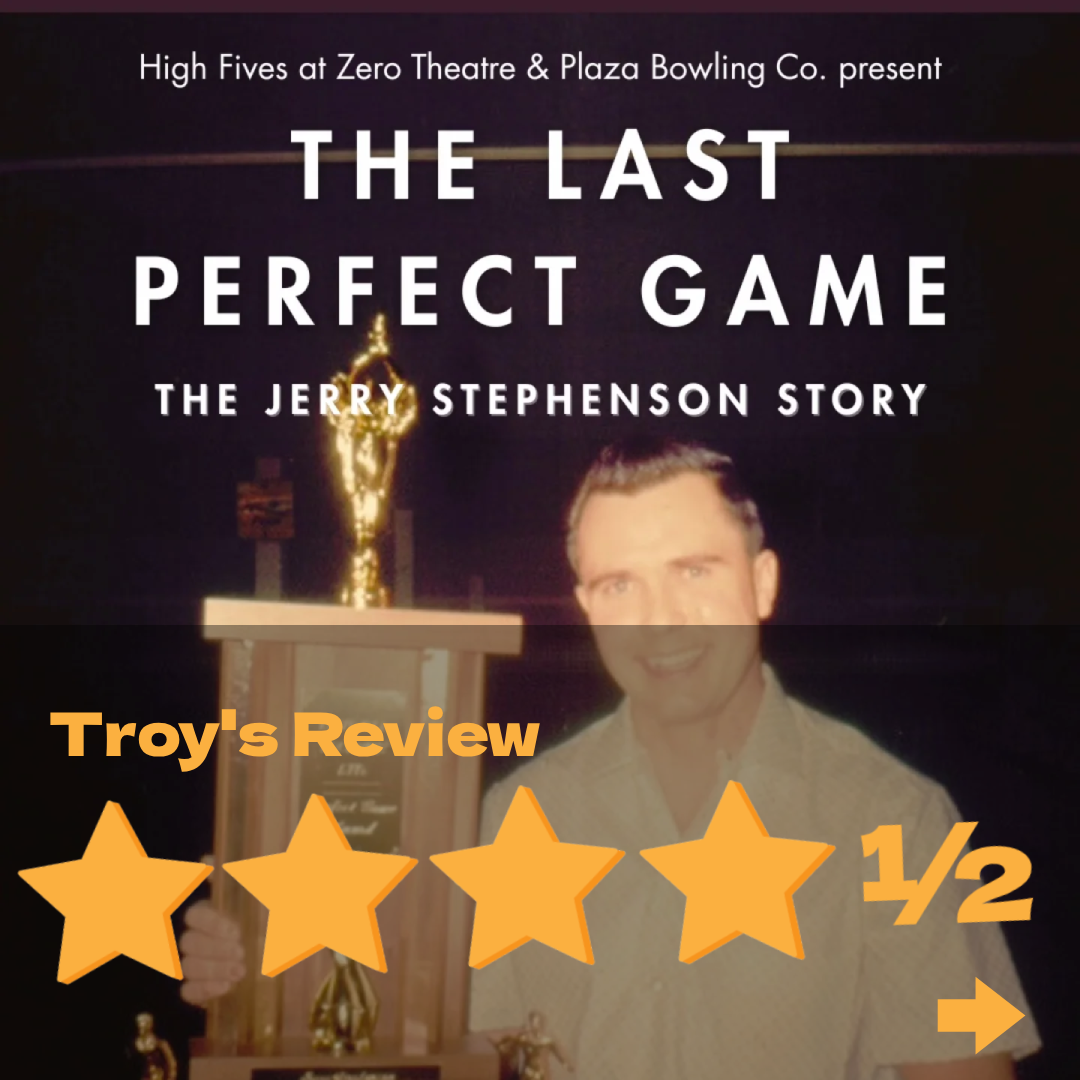 High Fives at Zero Theatre & Plaza Bowling Co. present
THE LAST
PERFECT GAME
THE JERRY STEPHENSON STORY
Troy's Review
1/2